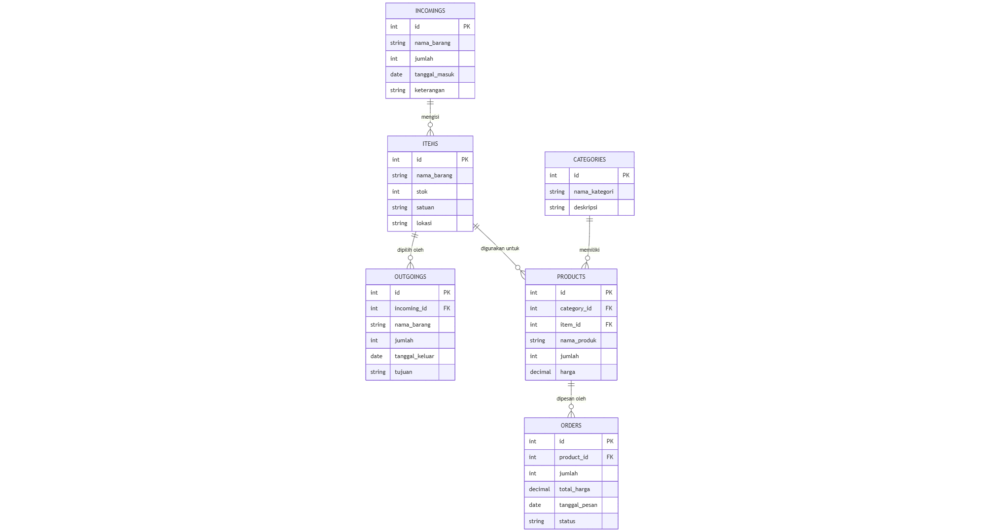 INCOMINGS
int id PK
string nama_barang
int jumlah
date tanggal_masuk
string keterangan
mengisi
ITEMS
int id PK
string nama_barang
int stok
string satuan
string lokasi
CATEGORIES
int id PK
string nama_kategori
string deskripsi
dipilih oleh
digunakan untuk
memiliki
OUTGOINGS
int id PK
int incoming_id FK
string nama_barang
int jumlah
date tanggal_keluar
string tujuan
PRODUCTS
int id PK
int category_id FK
int item_id FK
string nama_produk
int jumlah
decimal harga
dipesan oleh
ORDERS
int id PK
int product_id FK
int jumlah
decimal total_harga
date tanggal_pesan
string status